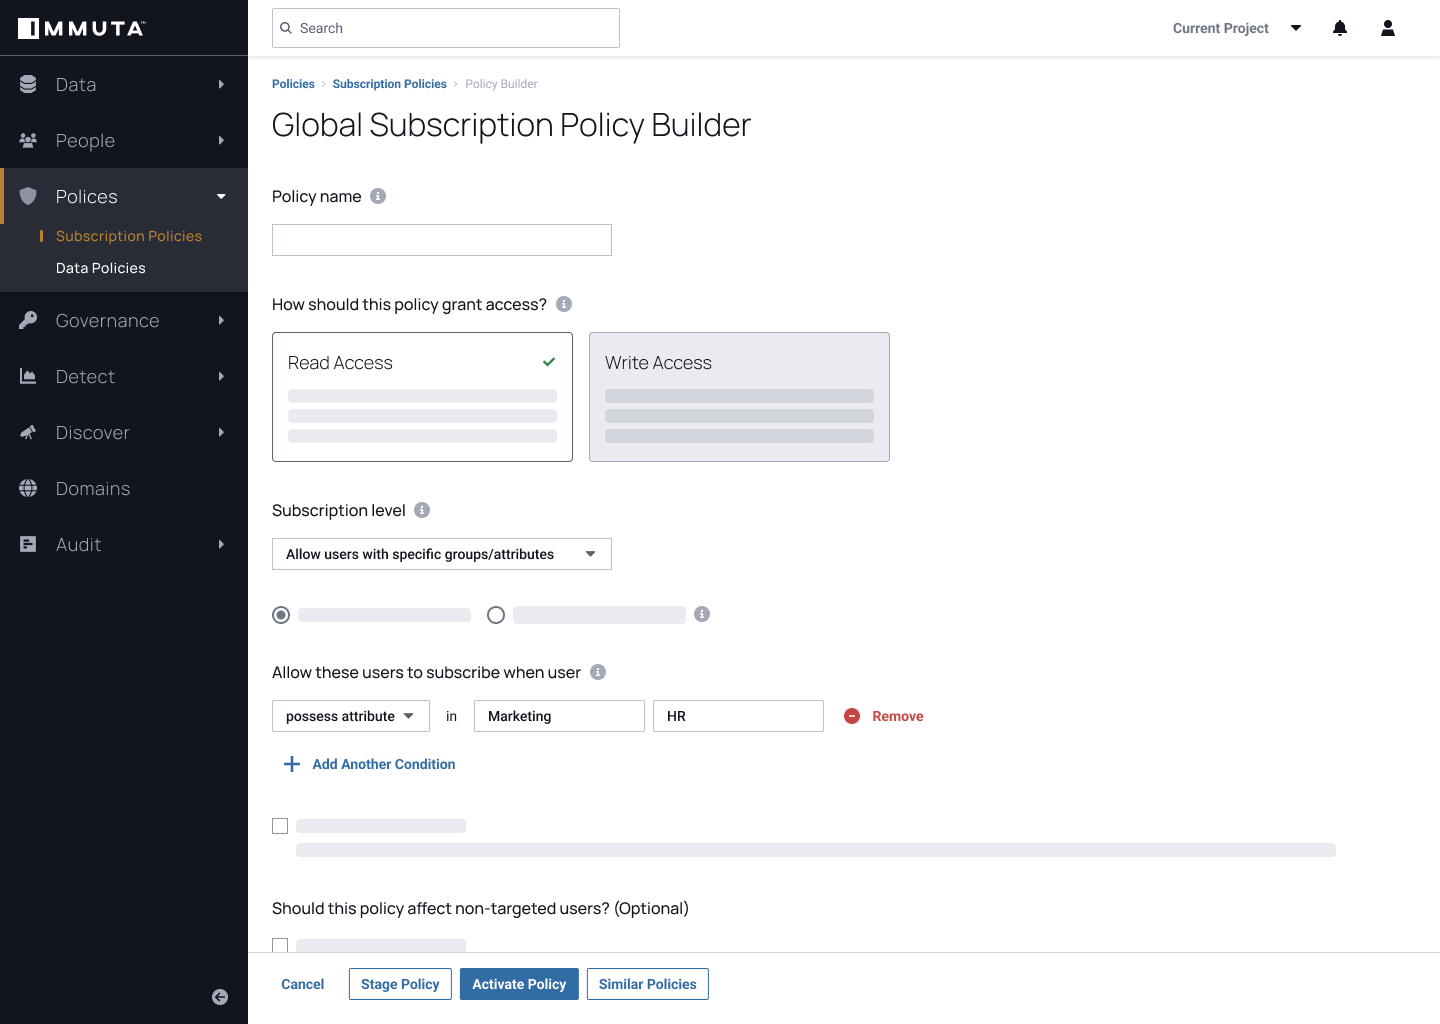 IMMUTA™
Search
Current Project
Data
People
Polices
Subscription Policies
Data Policies
Governance
Detect
Discover
Domains
Audit
Policies › Subscription Policies › Policy Builder
Global Subscription Policy Builder
Policy name
How should this policy grant access?
Read Access
Write Access
Subscription level
Allow users with specific groups/attributes
Allow these users to subscribe when user
possess attribute in Marketing HR Remove
Add Another Condition
Should this policy affect non-targeted users? (Optional)
Cancel Stage Policy Activate Policy Similar Policies